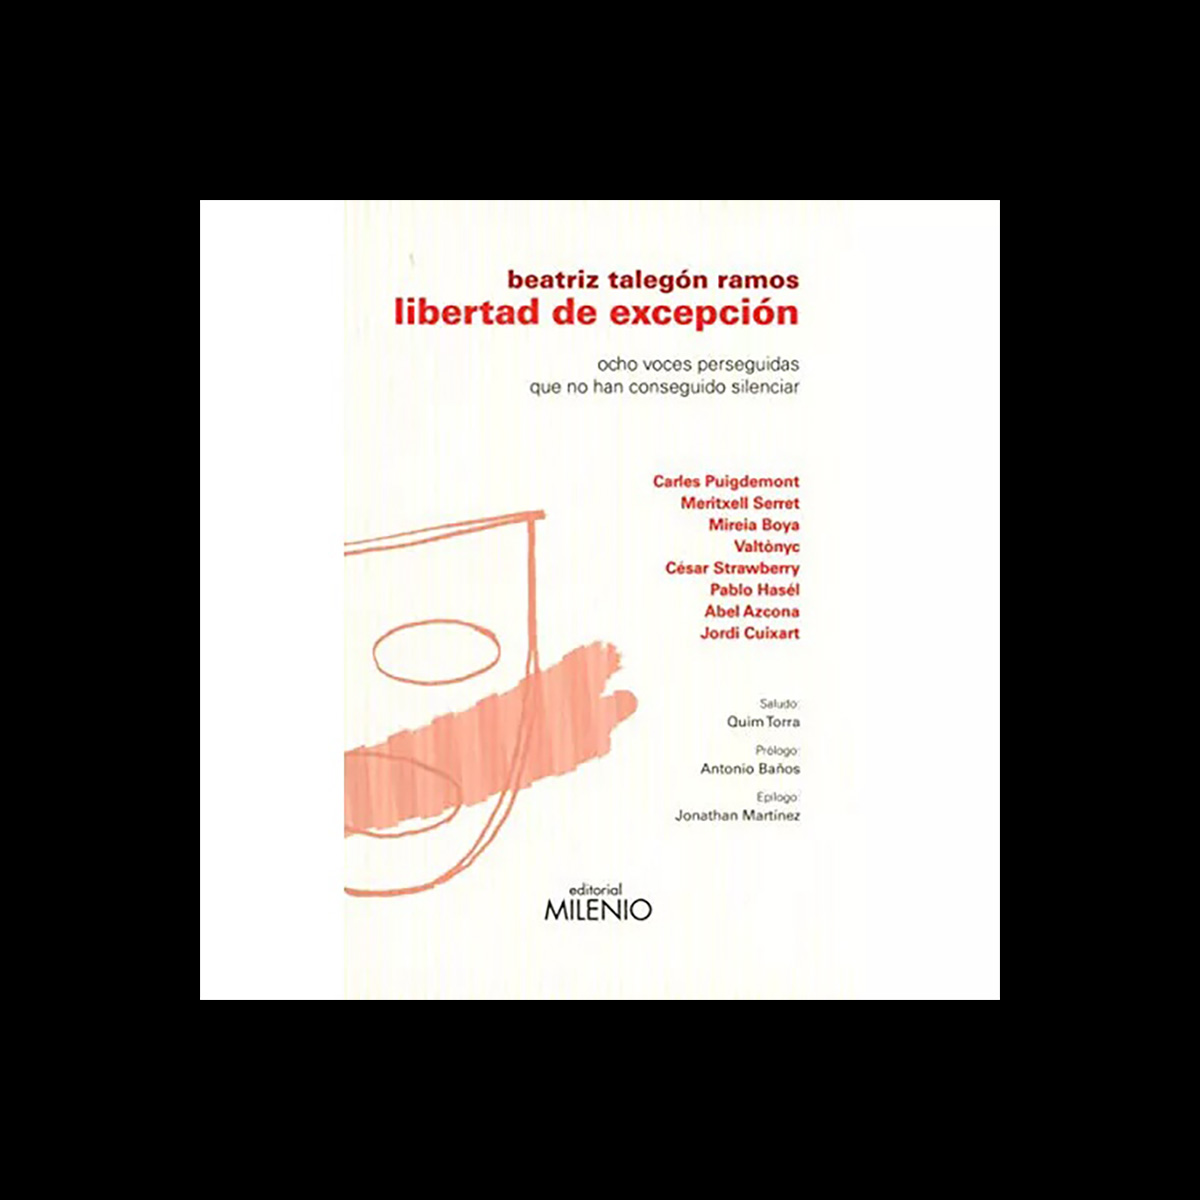 beatriz talegón ramos
libertad de excepción
ocho voces perseguidas
que no han conseguido silenciar
Carles Puigdemont
Meritxell Serret
Mireia Boya
Valtònyc
César Strawberry
Pablo Hasél
Abel Azcona
Jordi Cuixart
Saludo:
Quim Torra
Prólogo:
Antonio Baños
Epílogo:
Jonathan Martínez
editorial
MILENIO